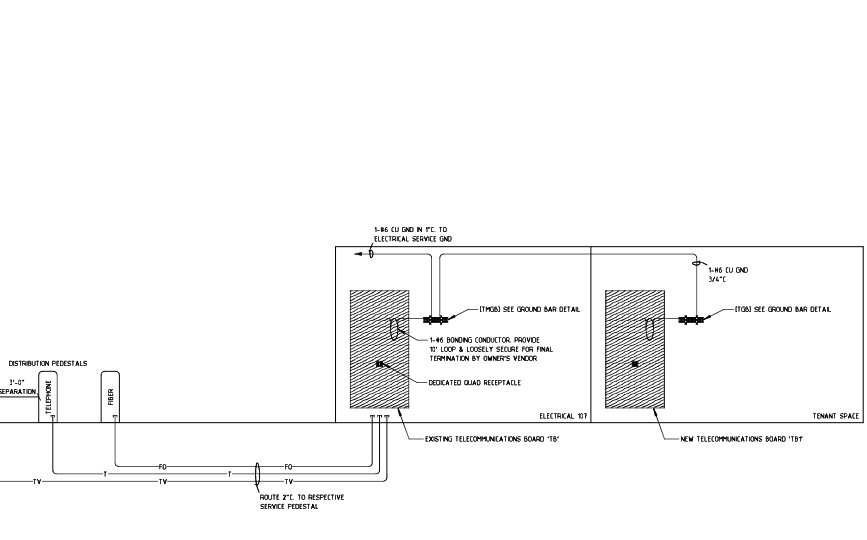 1-#6 CU GND IN 1"C. TO
ELECTRICAL SERVICE GND
1-#6 CU GND
3/4"C
[TMGB] SEE GROUND BAR DETAIL
[TGB] SEE GROUND BAR DETAIL
1-#6 BONDING CONDUCTOR. PROVIDE
10' LOOP & LOOSELY SECURE FOR FINAL
TERMINATION BY OWNER'S VENDOR
DISTRIBUTION PEDESTALS
3'-0"
SEPARATION
TELEPHONE
FIBER
DEDICATED QUAD RECEPTACLE
ELECTRICAL 107
TENANT SPACE
EXISTING TELECOMMUNICATIONS BOARD 'TB'
NEW TELECOMMUNICATIONS BOARD 'TB1'
FO
FO
T
T
TV
TV
TV
ROUTE 2"C. TO RESPECTIVE
SERVICE PEDESTAL